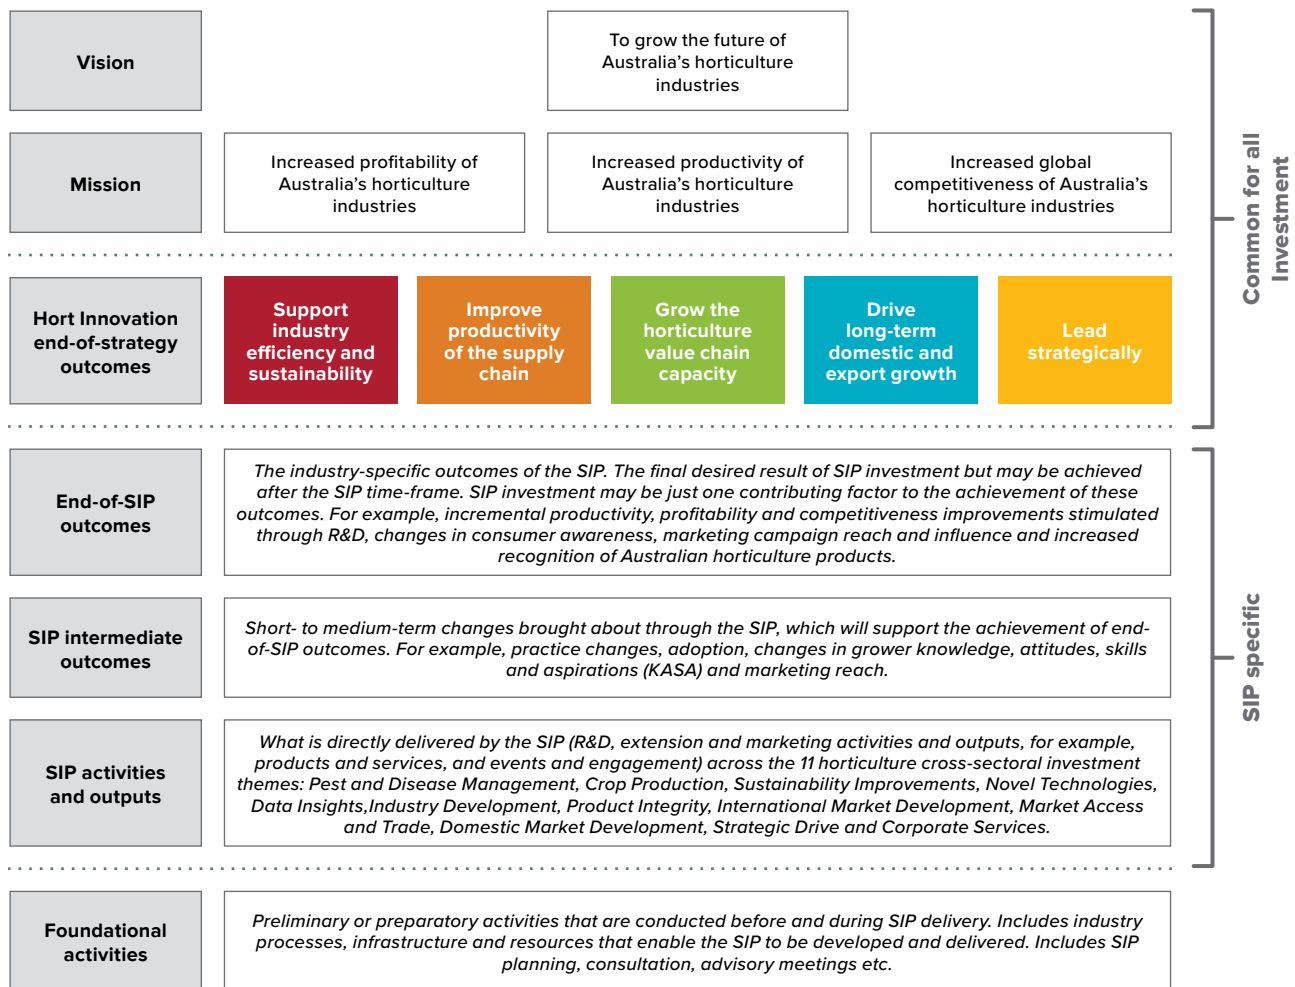 Vision
To grow the future of
Australia’s horticulture
industries
Mission
Increased profitability of
Australia’s horticulture
industries
Increased productivity of
Australia’s horticulture
industries
Increased global
competitiveness of Australia’s
horticulture industries
Common for all
Investment
Hort Innovation
end-of-strategy
outcomes
Support
industry
efficiency and
sustainability
Improve
productivity
of the supply
chain
Grow the
horticulture
value chain
capacity
Drive
long-term
domestic and
export growth
Lead
strategically
End-of-SIP
outcomes
The industry-specific outcomes of the SIP. The final desired result of SIP investment but may be achieved
after the SIP time-frame. SIP investment may be just one contributing factor to the achievement of these
outcomes. For example, incremental productivity, profitability and competitiveness improvements stimulated
through R&D, changes in consumer awareness, marketing campaign reach and influence and increased
recognition of Australian horticulture products.
SIP intermediate
outcomes
Short- to medium-term changes brought about through the SIP, which will support the achievement of end-
of-SIP outcomes. For example, practice changes, adoption, changes in grower knowledge, attitudes, skills
and aspirations (KASA) and marketing reach.
SIP specific
SIP activities
and outputs
What is directly delivered by the SIP (R&D, extension and marketing activities and outputs, for example,
products and services, and events and engagement) across the 11 horticulture cross-sectoral investment
themes: Pest and Disease Management, Crop Production, Sustainability Improvements, Novel Technologies,
Data Insights,Industry Development, Product Integrity, International Market Development, Market Access
and Trade, Domestic Market Development, Strategic Drive and Corporate Services.
Foundational
activities
Preliminary or preparatory activities that are conducted before and during SIP delivery. Includes industry
processes, infrastructure and resources that enable the SIP to be developed and delivered. Includes SIP
planning, consultation, advisory meetings etc.